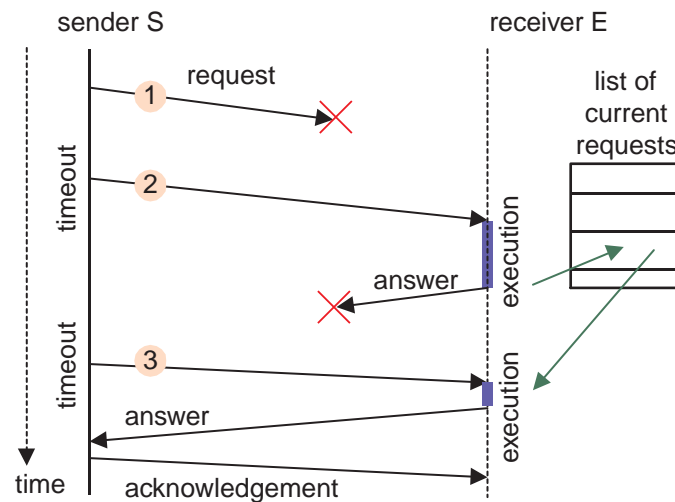 sender S
receiver E
request
list of
current
requests
1
timeout
2
execution
answer
timeout
3
execution
answer
time
acknowledgement